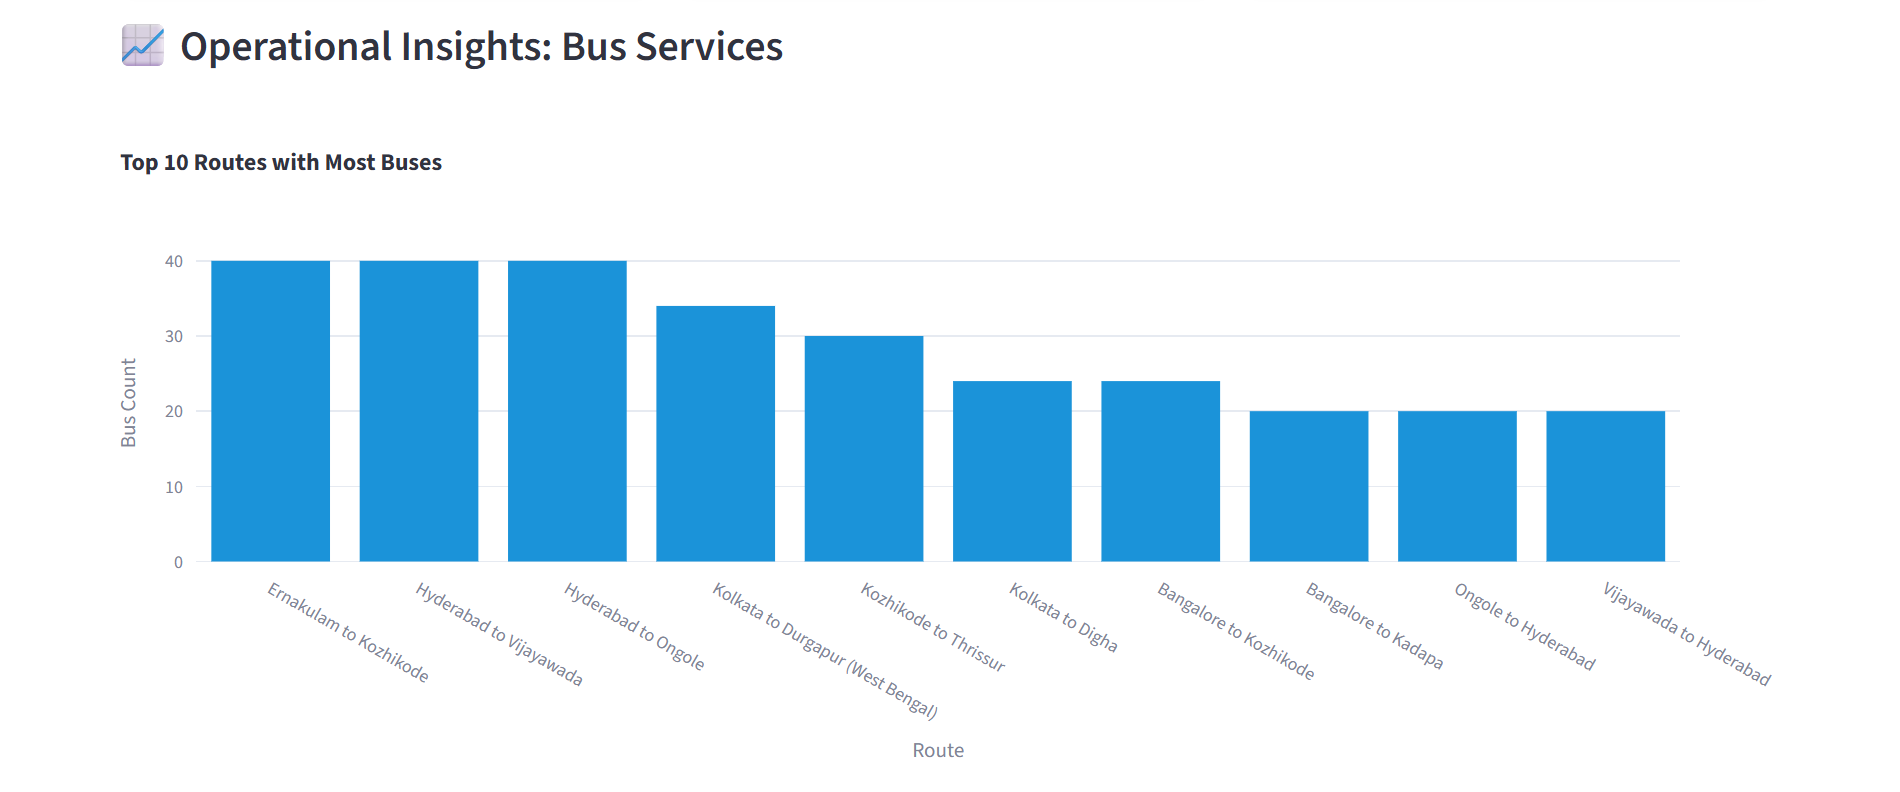 Operational Insights: Bus Services
Top 10 Routes with Most Buses
40
30
20
10
0
Bus Count
Ernakulam to Kozhikode
Hyderabad to Vijayawada
Hyderabad to Ongole
Kolkata to Durgapur (West Bengal)
Kozhikode to Thrissur
Kolkata to Digha
Bangalore to Kozhikode
Bangalore to Kadapa
Ongole to Hyderabad
Vijayawada to Hyderabad
Route